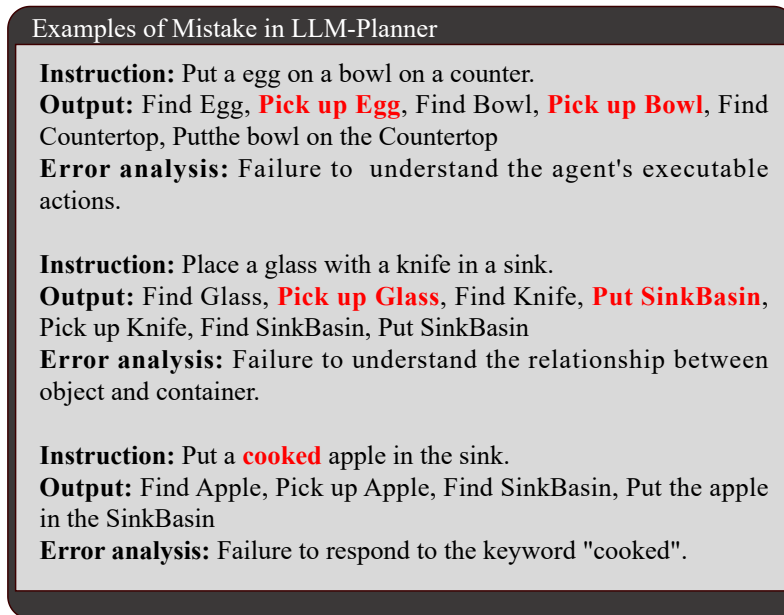 Examples of Mistake in LLM-Planner
Instruction: Put a egg on a bowl on a counter.
Output: Find Egg, Pick up Egg, Find Bowl, Pick up Bowl, Find
Countertop, Putthe bowl on the Countertop
Error analysis: Failure to understand the agent's executable
actions.
Instruction: Place a glass with a knife in a sink.
Output: Find Glass, Pick up Glass, Find Knife, Put SinkBasin,
Pick up Knife, Find SinkBasin, Put SinkBasin
Error analysis: Failure to understand the relationship between
object and container.
Instruction: Put a cooked apple in the sink.
Output: Find Apple, Pick up Apple, Find SinkBasin, Put the apple
in the SinkBasin
Error analysis: Failure to respond to the keyword "cooked".